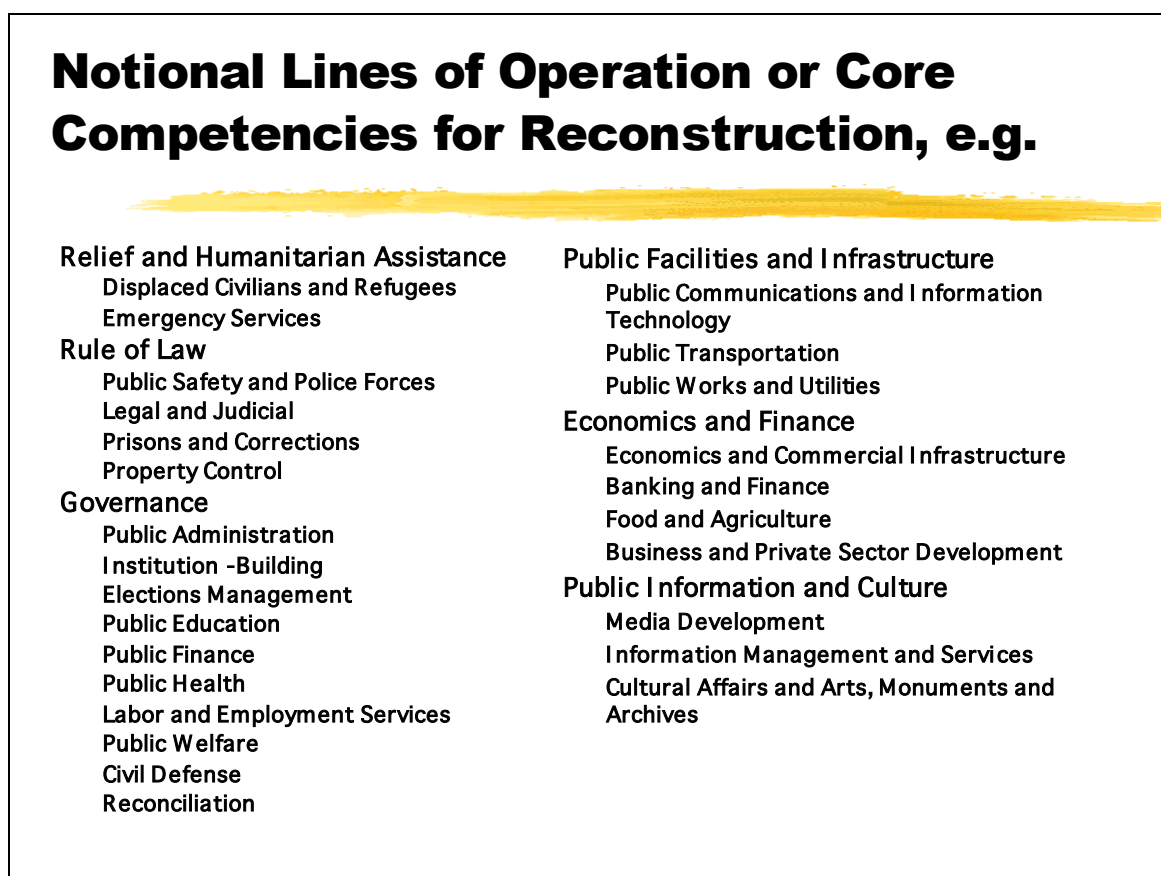 Notional Lines of Operation or Core
Competencies for Reconstruction, e.g.
Relief and Humanitarian Assistance
Displaced Civilians and Refugees
Emergency Services
Rule of Law
Public Safety and Police Forces
Legal and Judicial
Prisons and Corrections
Property Control
Governance
Public Administration
Institution -Building
Elections Management
Public Education
Public Finance
Public Health
Labor and Employment Services
Public Welfare
Civil Defense
Reconciliation
Public Facilities and Infrastructure
Public Communications and Information
Technology
Public Transportation
Public Works and Utilities
Economics and Finance
Economics and Commercial Infrastructure
Banking and Finance
Food and Agriculture
Business and Private Sector Development
Public Information and Culture
Media Development
Information Management and Services
Cultural Affairs and Arts, Monuments and
Archives